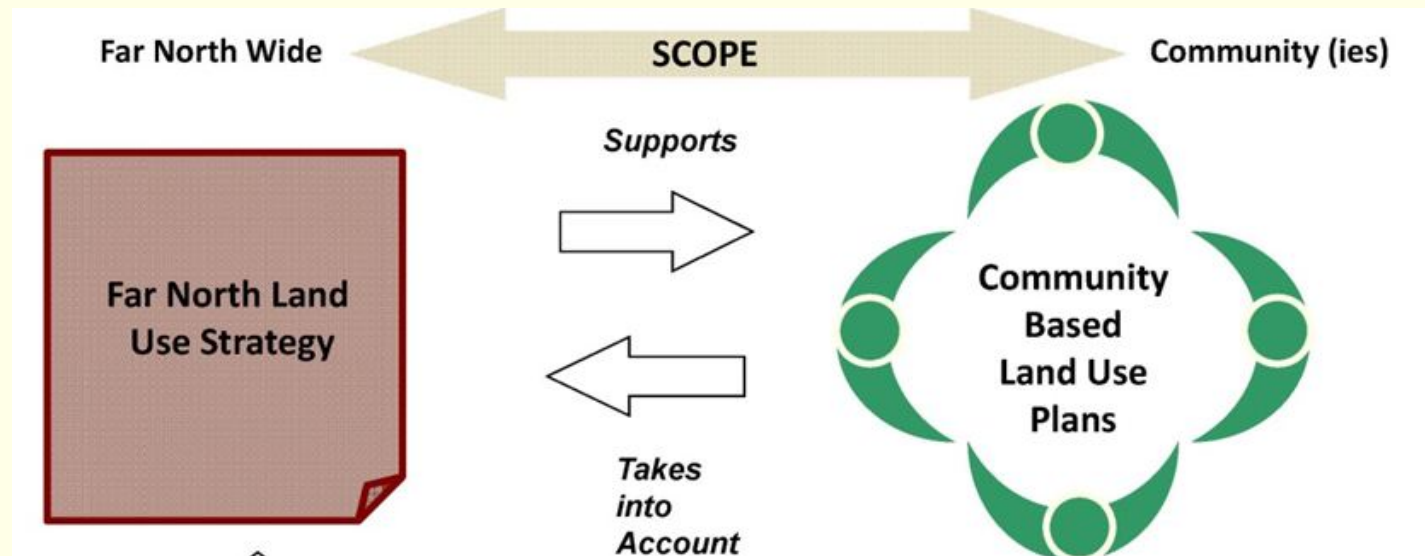 Far North Wide
SCOPE
Community (ies)
Supports
Far North Land
Use Strategy
Community
Based
Land Use
Plans
Takes
into
Account